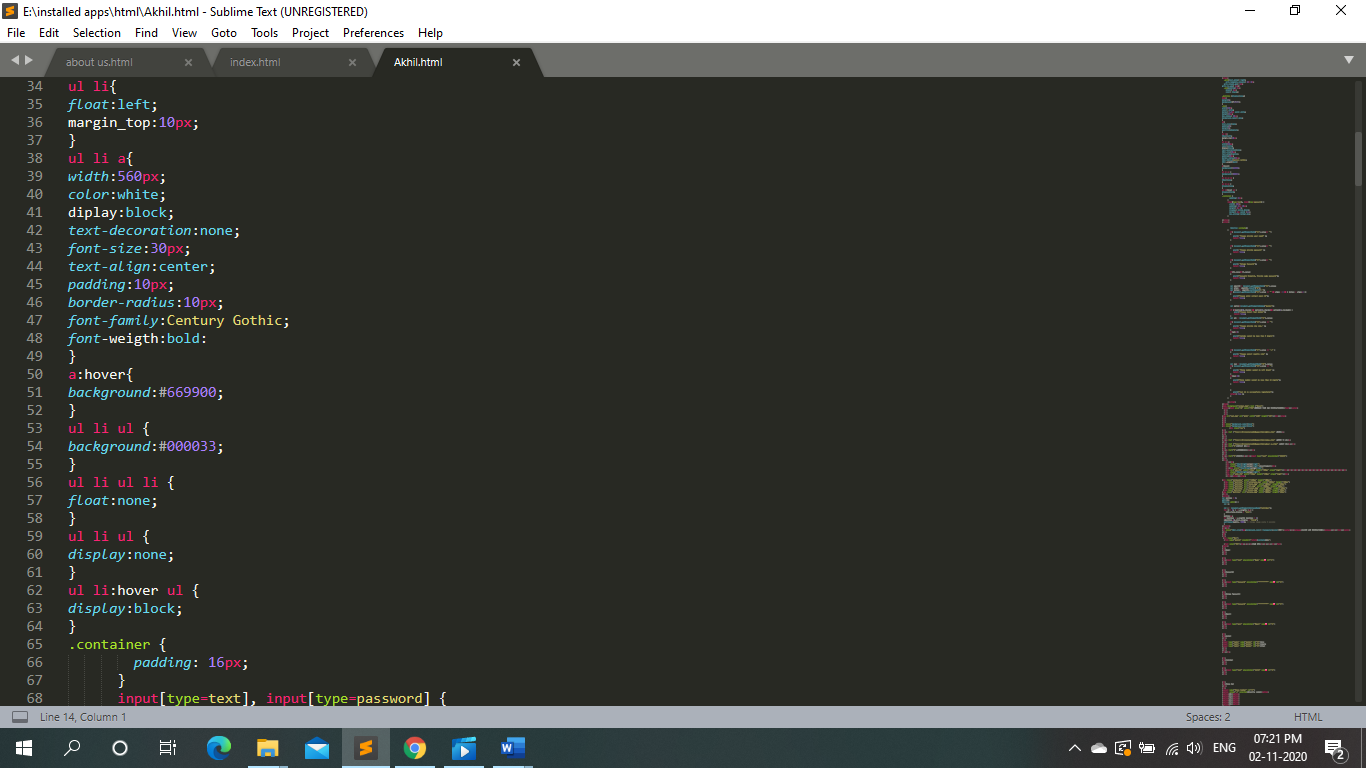 E:\installed apps\html\Akhil.html - Sublime Text (UNREGISTERED)
File Edit Selection Find View Goto Tools Project Preferences Help
about us.html index.html Akhil.html
34 ul li{
35 float:left;
36 margin_top:10px;
37 }
38 ul li a{
39 width:560px;
40 color:white;
41 diplay:block;
42 text-decoration:none;
43 font-size:30px;
44 text-align:center;
45 padding:10px;
46 border-radius:10px;
47 font-family:Century Gothic;
48 font-weigth:bold:
49 }
50 a:hover{
51 background:#669900;
52 }
53 ul li ul {
54 background:#000033;
55 }
56 ul li ul li {
57 float:none;
58 }
59 ul li ul {
60 display:none;
61 }
62 ul li:hover ul {
63 display:block;
64 }
65 .container {
66 padding: 16px;
67 }
68 input[type=text], input[type=password] {
Line 14, Column 1 Spaces: 2 HTML
ENG 07:21 PM
02-11-2020 2